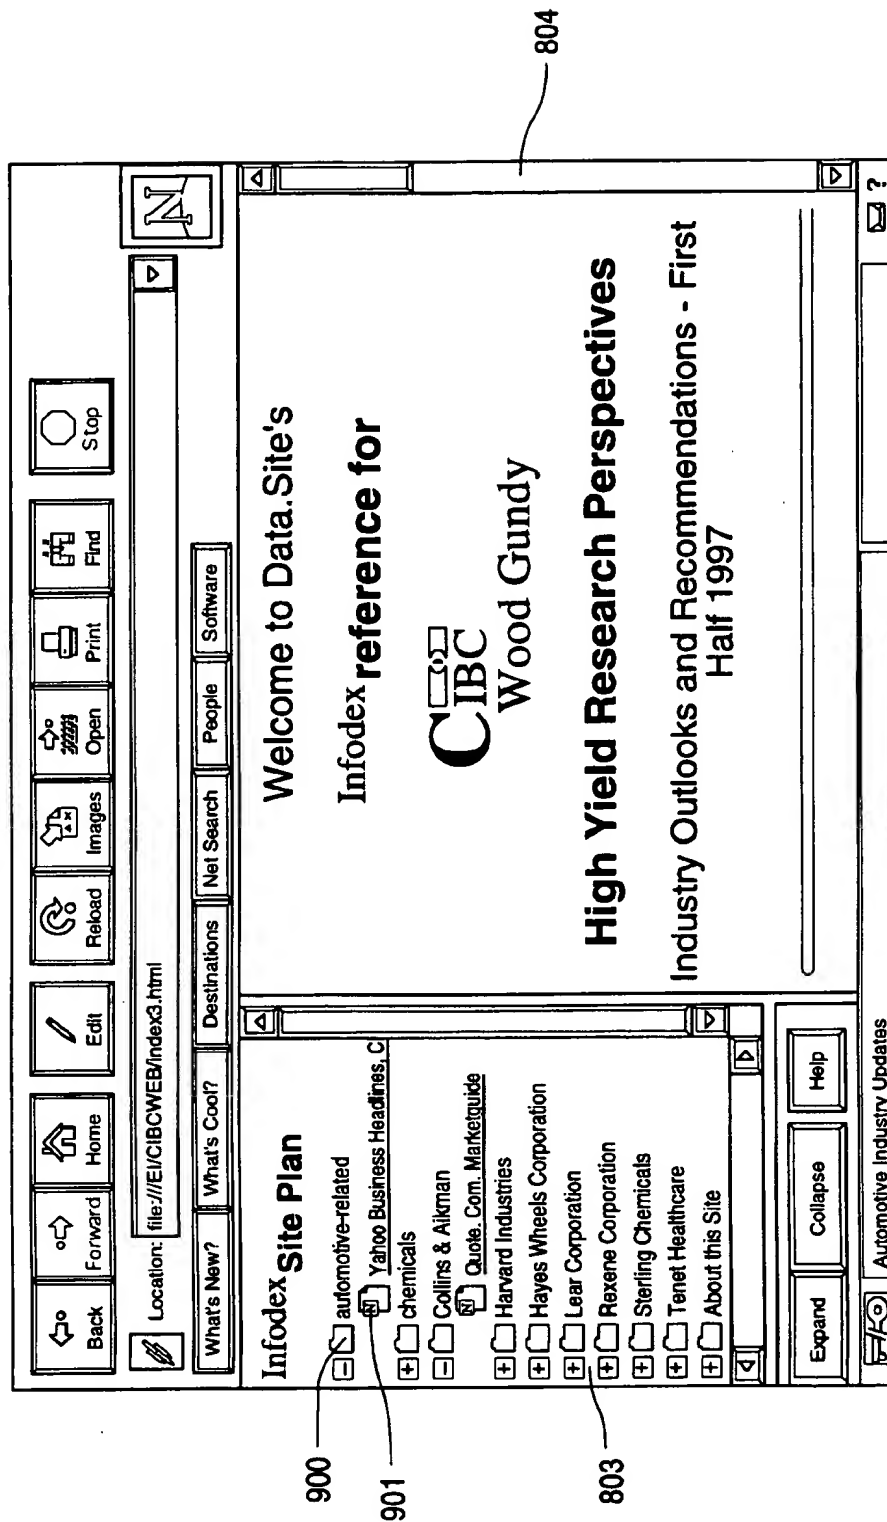 Back Forward Home Edit Reload Images Open Print Find Stop
Location: file:///EI/CIBCWEB/index3.html
N
What's New? What's Cool? Destinations Net Search People Software
Infodex Site Plan
automotive-related
N Yahoo Business Headlines, C
chemicals
Collins & Aikman
N Quote. Com. Marketguide
Harvard Industries
Hayes Wheels Corporation
Lear Corporation
Rexene Corporation
Sterling Chemicals
Tenet Healthcare
About this Site
Expand Collapse Help
Welcome to Data.Site's
Infodex reference for
CIBC
Wood Gundy
High Yield Research Perspectives
Industry Outlooks and Recommendations - First
Half 1997
Automotive Industry Updates
?
900
901
803
804